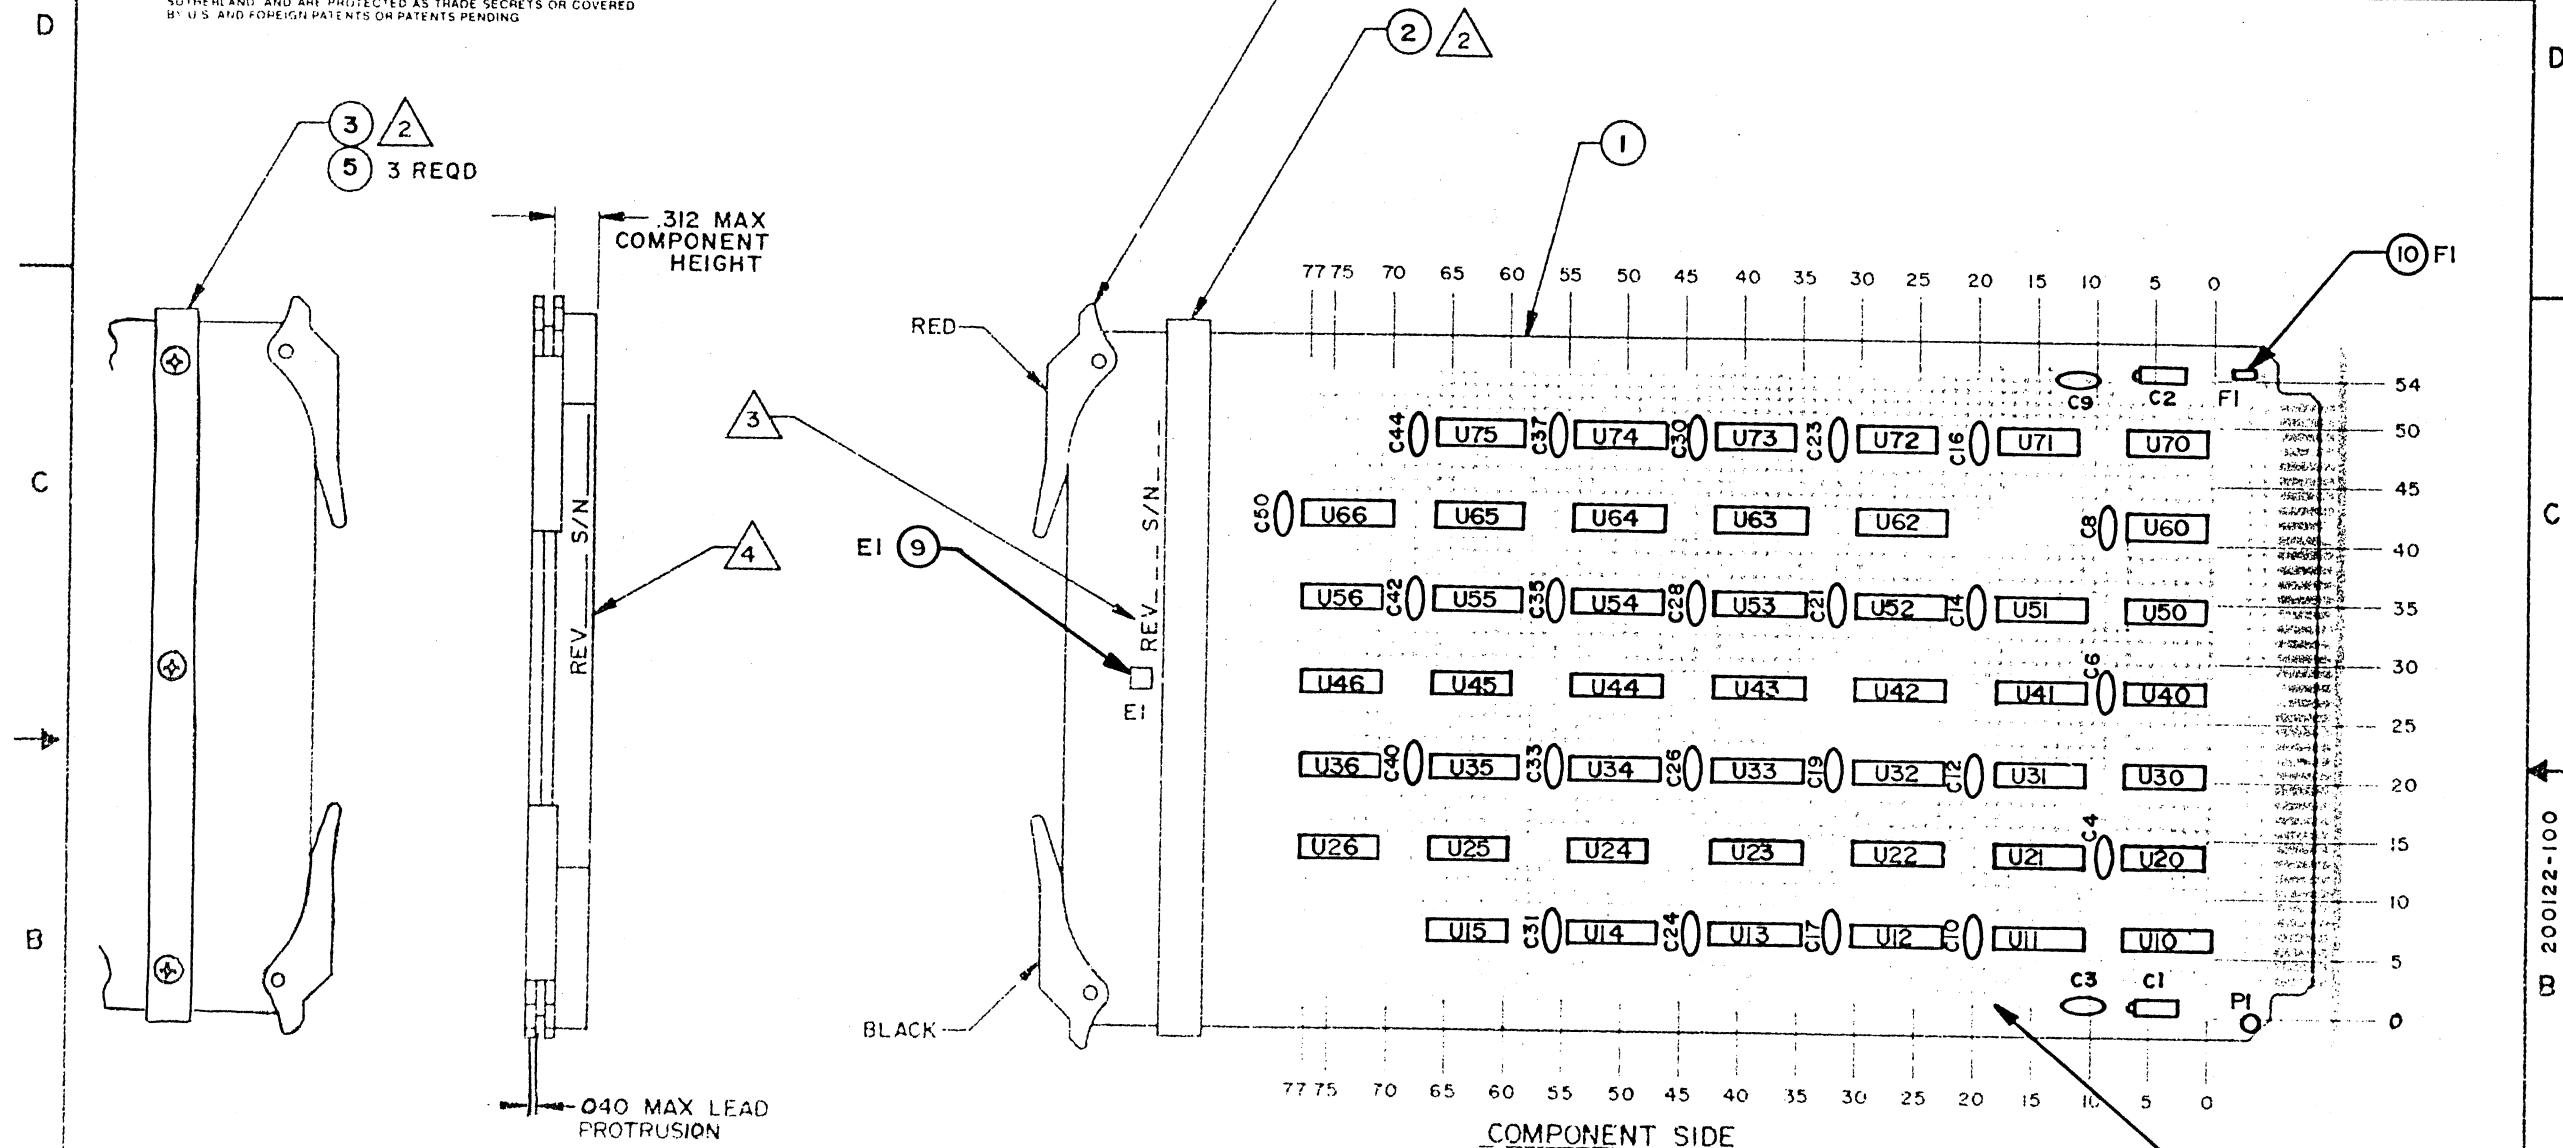 SUTHERLAND AND ARE PROTECTED AS TRADE SECRETS OR COVERED
BY U S AND FOREIGN PATENTS OR PATENTS PENDING
D
D
2 2
3 2
5 3 REQD
1
.312 MAX
COMPONENT
HEIGHT
10 F1
77 75 70 65 60 55 50 45 40 35 30 25 20 15 10 5 0
RED
C9 C2 F1
54
3
C44 U75 C37 U74 C30 U73 C23 U72 C16 U71 U70
50
C
C
REV S/N
REV S/N
45
C50 U66 U65 U64 U63 U62 C8 U60
4
E1 9
40
U56 C42 U55 C35 U54 C28 U53 C21 U52 C14 U51 U50
35
30
E1
U46 U45 U44 U43 U42 U41 C6 U40
25
U36 C40 U35 C33 U34 C26 U33 C19 U32 C12 U31 U30
20
U26 U25 U24 U23 U22 U21 C4 U20
15
10
B
B 20122-100
U15 C31 U14 C24 U13 C17 U12 C10 U11 U10
5
C3 C1 P1
0
BLACK
77 75 70 65 60 55 50 45 40 35 30 25 20 15 10 5 0
.040 MAX LEAD
PROTRUSION
COMPONENT SIDE